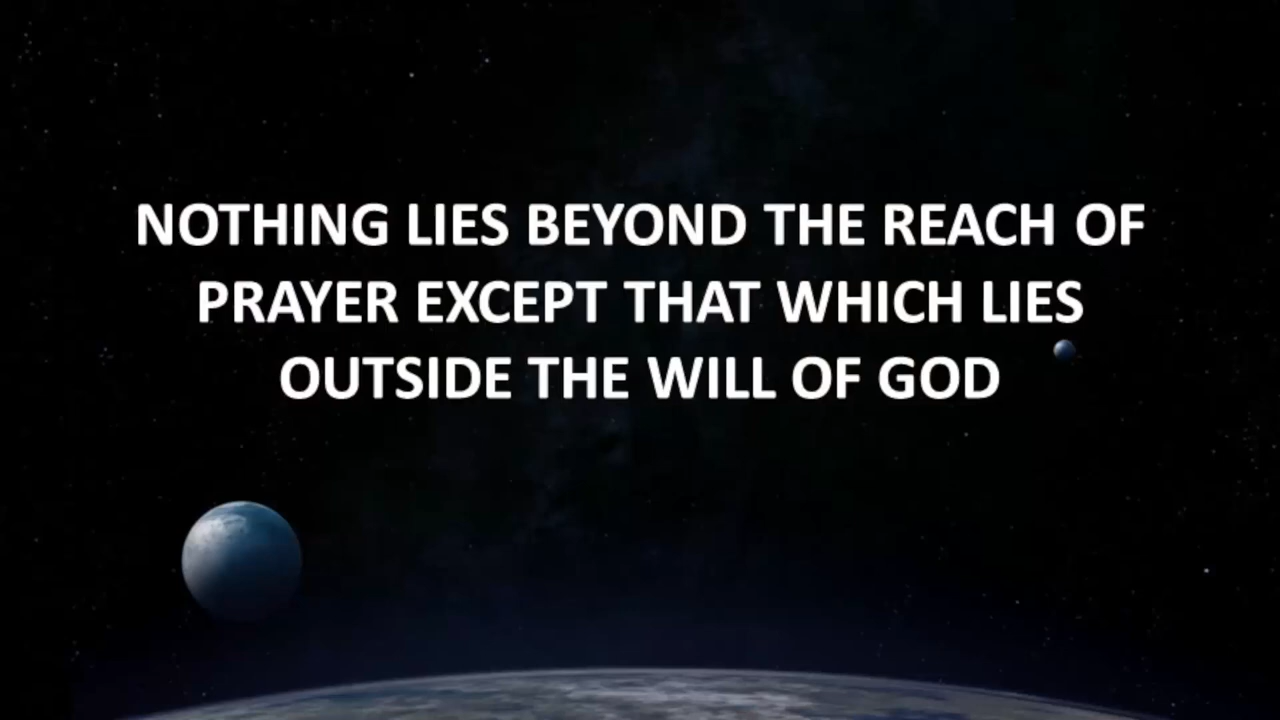 NOTHING LIES BEYOND THE REACH OF
PRAYER EXCEPT THAT WHICH LIES
OUTSIDE THE WILL OF GOD